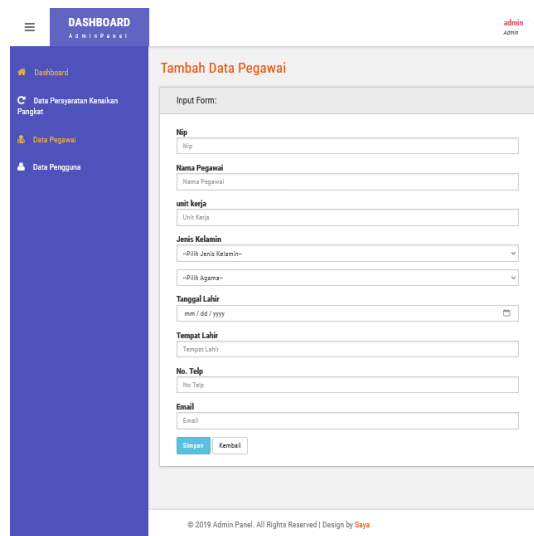 DASHBOARD
AdminPanel
admin
Admin
Dashboard
Data Persyaratan Kenaikan
Pangkat
Data Pegawai
Data Pengguna
Tambah Data Pegawai
Input Form:
Nip
Nip
Nama Pegawai
Nama Pegawai
unit kerja
Unit Kerja
Jenis Kelamin
--Pilih Jenis Kelamin--
--Pilih Agama--
Tanggal Lahir
mm / dd / yyyy
Tempat Lahir
Tempat Lahir
No. Telp
No Telp
Email
Email
Simpan Kembali
© 2019 Admin Panel. All Rights Reserved | Design by Saya